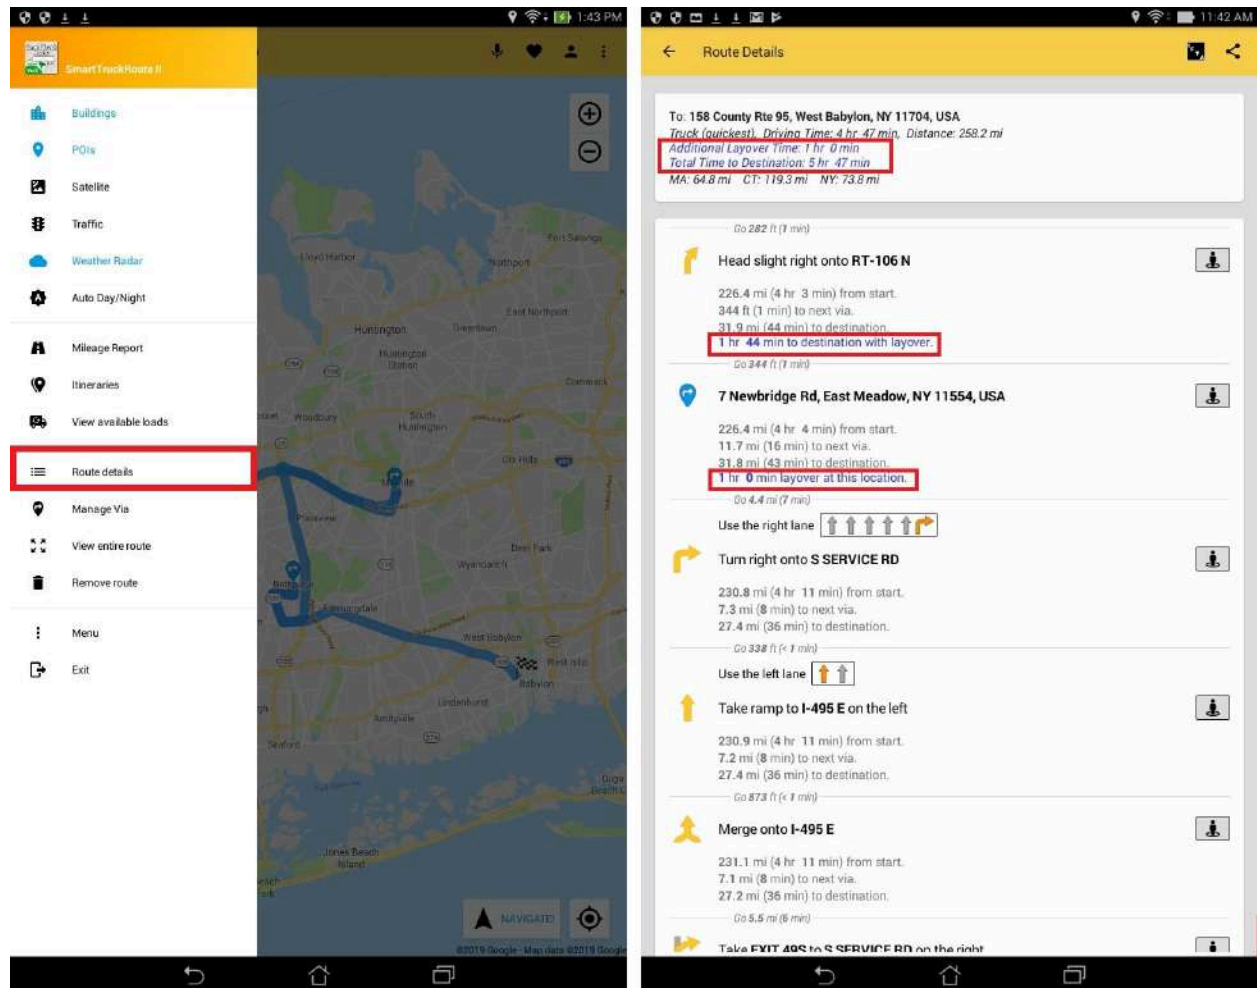 1:43 PM
SmartTruckRoute II
Buildings
POIs
Satellite
Traffic
Weather Radar
Auto Day/Night
Mileage Report
Itineraries
View available loads
Route details
Manage Via
View entire route
Remove route
Menu
Exit
Fort Salonga
Lloyd Harbor
Northport
East Northport
Huntington
Greenlawn
Huntington
Station
Commack
Woodbury
South
Huntington
Dix Hills
Melville
Plainview
Deer Park
Wyandanch
Bethpage
Farmingdale
West Babylon
West Islip
Babylon
Lindenhurst
Amityville
Seaford
Jones Beach
Island
NAVIGATE!
©2019 Google - Map data ©2019 Google
11:42 AM
Route Details
To: 158 County Rte 95, West Babylon, NY 11704, USA
Truck (quickest), Driving Time: 4 hr 47 min, Distance: 258.2 mi
Additional Layover Time: 1 hr 0 min
Total Time to Destination: 5 hr 47 min
MA: 64.8 mi CT: 119.3 mi NY: 73.8 mi
Go 282 ft (1 min)
Head slight right onto RT-106 N
226.4 mi (4 hr 3 min) from start.
344 ft (1 min) to next via.
31.9 mi (44 min) to destination.
1 hr 44 min to destination with layover.
Go 344 ft (1 min)
7 Newbridge Rd, East Meadow, NY 11554, USA
226.4 mi (4 hr 4 min) from start.
11.7 mi (16 min) to next via.
31.8 mi (43 min) to destination.
1 hr 0 min layover at this location.
Go 4.4 mi (7 min)
Use the right lane
Turn right onto S SERVICE RD
230.8 mi (4 hr 11 min) from start.
7.3 mi (8 min) to next via.
27.4 mi (36 min) to destination.
Go 338 ft (< 1 min)
Use the left lane
Take ramp to I-495 E on the left
230.9 mi (4 hr 11 min) from start.
7.2 mi (8 min) to next via.
27.4 mi (36 min) to destination.
Go 873 ft (< 1 min)
Merge onto I-495 E
231.1 mi (4 hr 11 min) from start.
7.1 mi (8 min) to next via.
27.2 mi (36 min) to destination.
Go 5.5 mi (6 min)
Take EXIT 49S to S SERVICE RD on the right